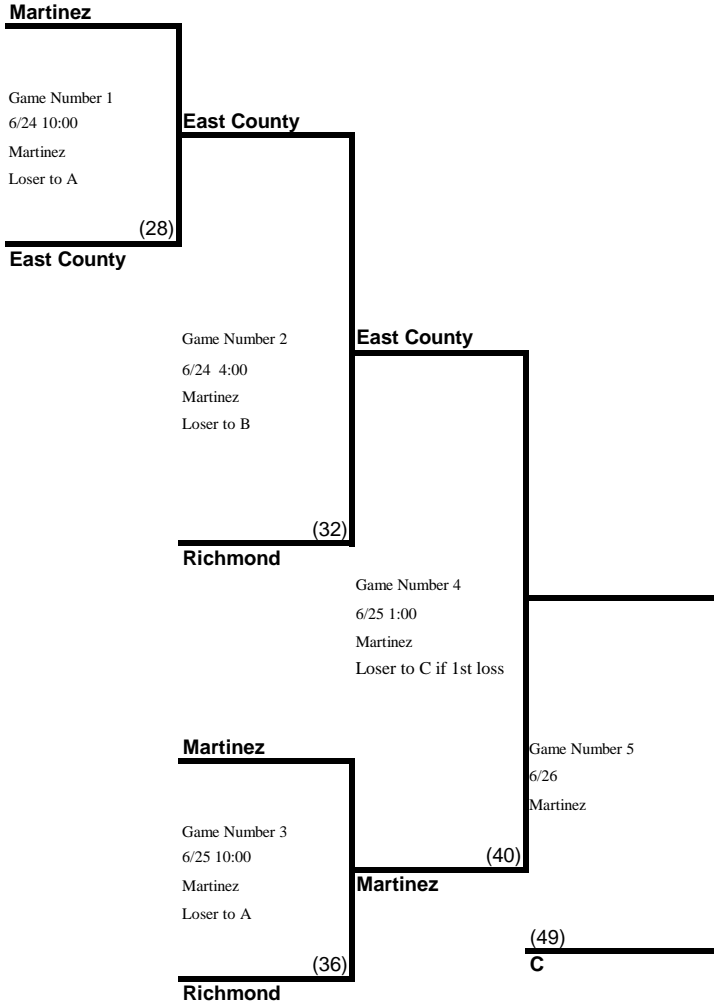 Martinez
Game Number 1
6/24 10:00
Martinez
Loser to A
East County
(28)
East County
Game Number 2
6/24  4:00
Martinez
Loser to B
East County
(32)
Richmond
Game Number 4
6/25 1:00
Martinez
Loser to C if 1st loss
Martinez
Game Number 5
6/26
Martinez
Game Number 3
6/25 10:00
Martinez
Loser to A
(40)
Martinez
(36)
Richmond
(49)
C